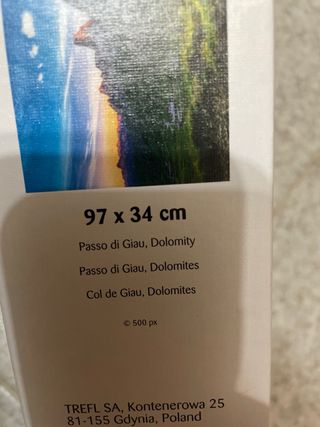 97 x 34 cm
Passo di Giau, Dolomity
Passo di Giau, Dolomites
Col de Giau, Dolomites
© 500 px
TREFL SA, Kontenerowa 25
81-155 Gdynia, Poland